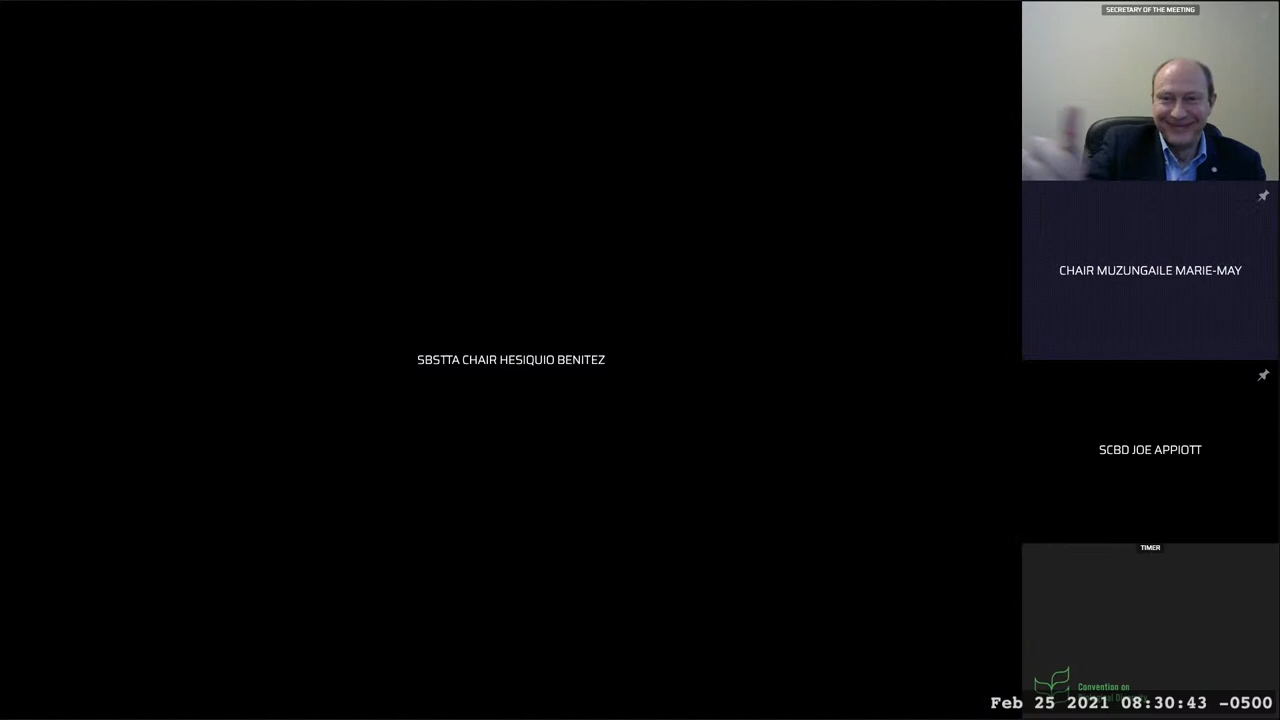 SECRETARY OF THE MEETING
CHAIR MUZUNGAILE MARIE-MAY
SBSTTA CHAIR HESIQUIO BENITEZ
SCBD JOE APPIOTT
TIMER
Convention on
Feb 25 2021 08:30:43 -0500